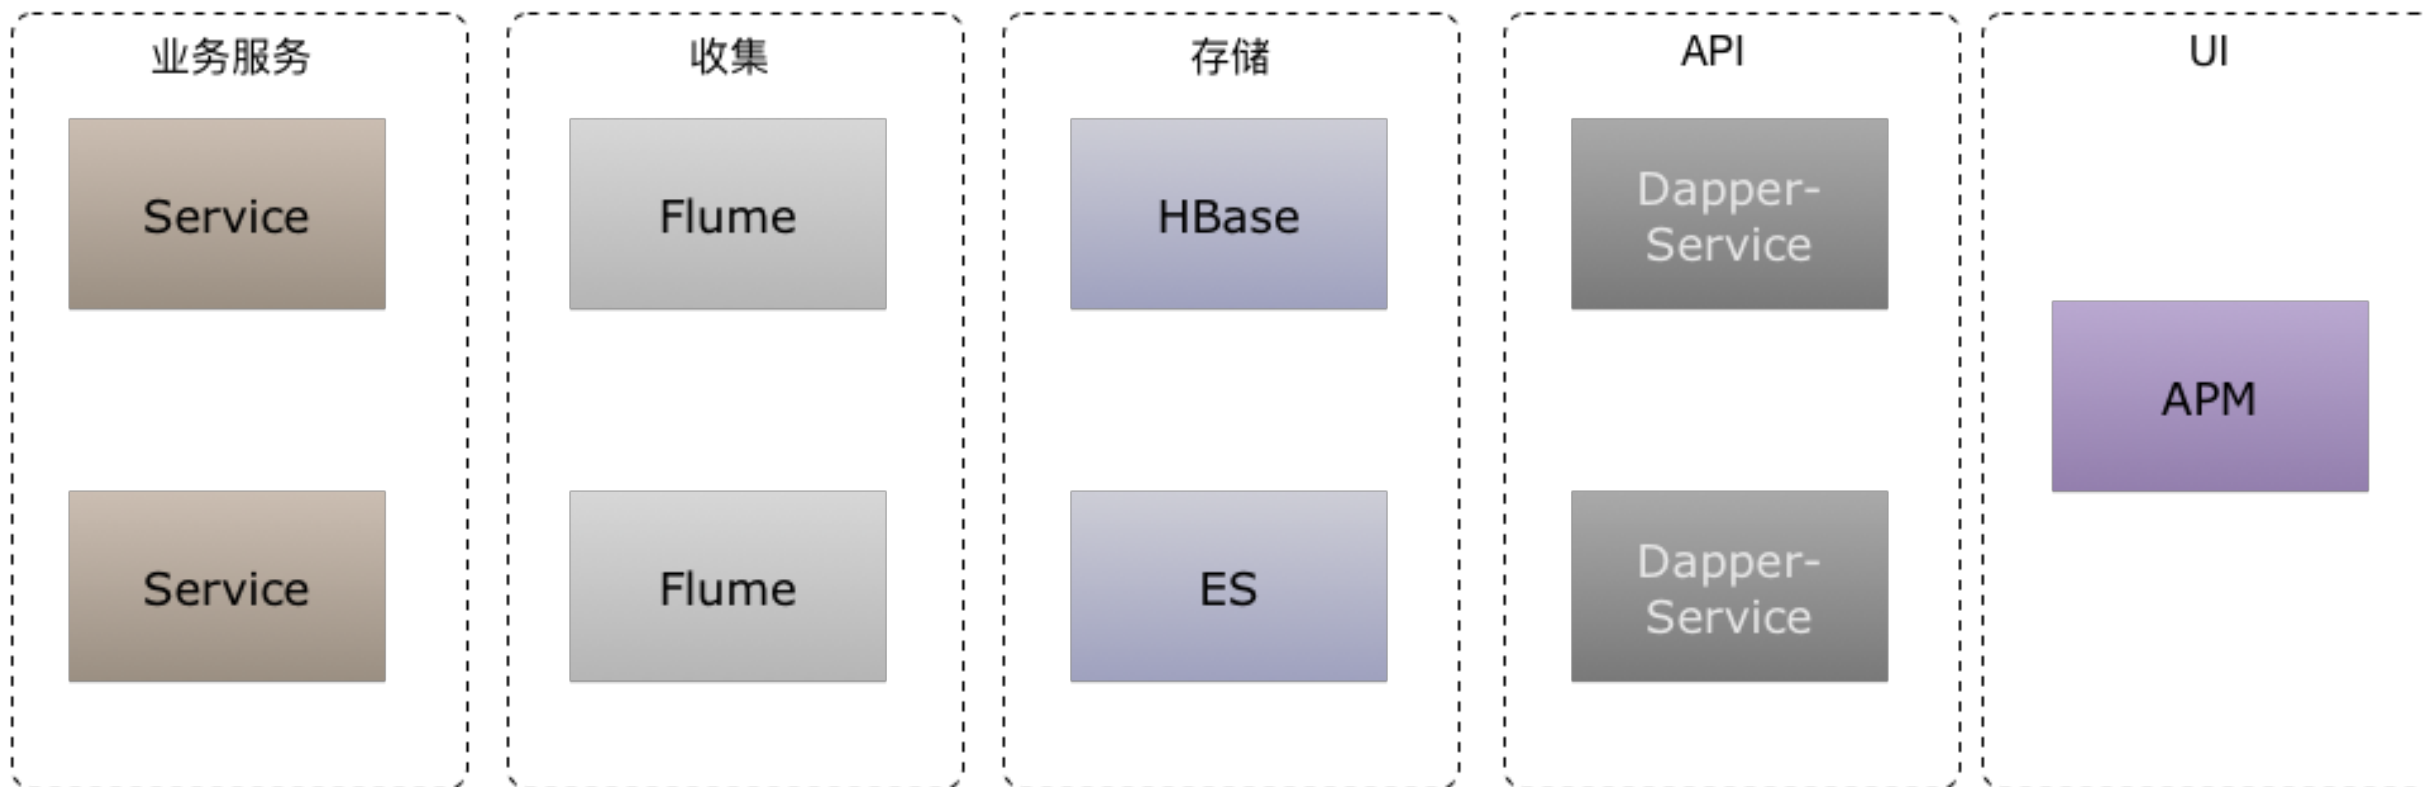 业务服务
收集
存储
API
UI
Service
Flume
HBase
Dapper-
Service
APM
Service
Flume
ES
Dapper-
Service